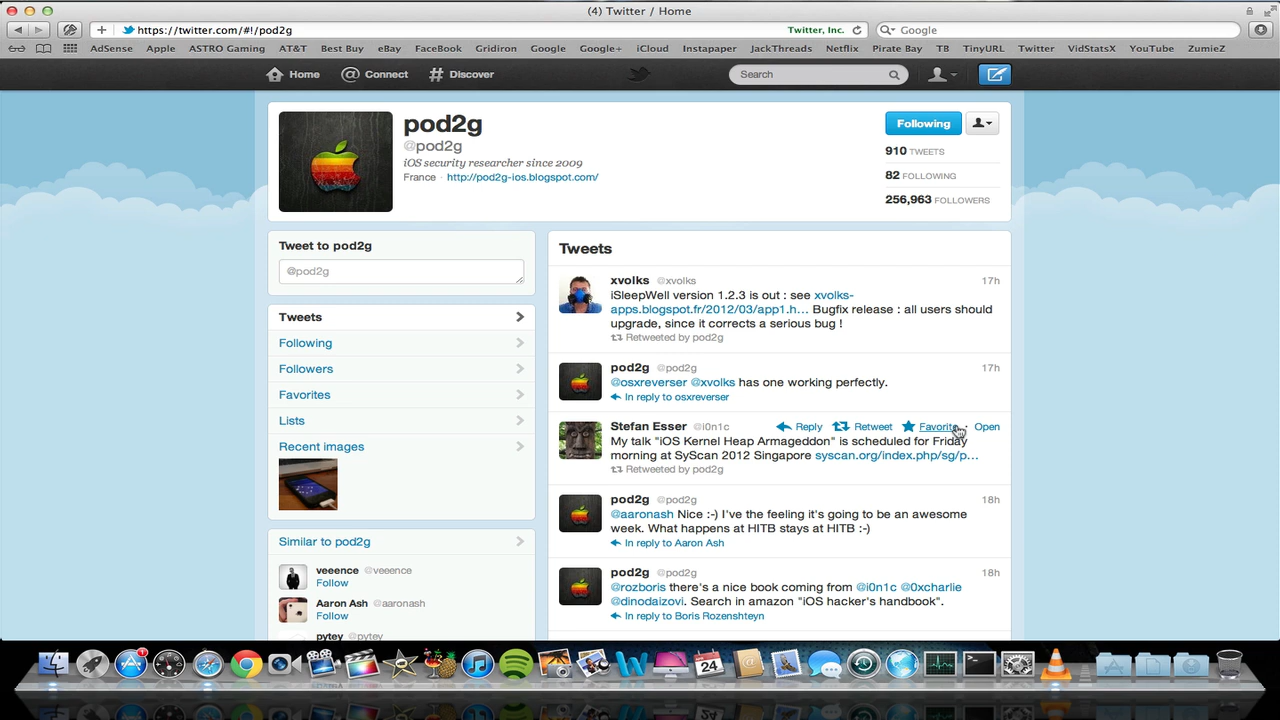 (4) Twitter / Home
https://twitter.com/#!/pod2g
Twitter, Inc.
Google
AdSense Apple ASTRO Gaming AT&T Best Buy eBay FaceBook Gridiron Google Google+ iCloud Instapaper JackThreads Netflix Pirate Bay TB TinyURL Twitter VidStatsX YouTube ZumieZ
Home @ Connect # Discover
Search
pod2g
@pod2g
iOS security researcher since 2009
France · http://pod2g-ios.blogspot.com/
Following
910 TWEETS
82 FOLLOWING
256,963 FOLLOWERS
Tweet to pod2g
@pod2g
Tweets
Following
Followers
Favorites
Lists
Recent images
Similar to pod2g
veeence @veeence
Follow
Aaron Ash @aaronash
Follow
pytey @pytey
Tweets
xvolks @xvolks 17h
iSleepWell version 1.2.3 is out : see xvolks-
apps.blogspot.fr/2012/03/app1.h... Bugfix release : all users should
upgrade, since it corrects a serious bug !
Retweeted by pod2g
pod2g @pod2g 17h
@osxreverser @xvolks has one working perfectly.
In reply to osxreverser
Stefan Esser @i0n1c Reply Retweet Favorite Open
My talk "iOS Kernel Heap Armageddon" is scheduled for Friday
morning at SyScan 2012 Singapore syscan.org/index.php/sg/p...
Retweeted by pod2g
pod2g @pod2g 18h
@aaronash Nice :-) I've the feeling it's going to be an awesome
week. What happens at HITB stays at HITB :-)
In reply to Aaron Ash
pod2g @pod2g 18h
@rozboris there's a nice book coming from @i0n1c @0xcharlie
@dinodaizovi. Search in amazon "iOS hacker's handbook".
In reply to Boris Rozenshteyn
1
24